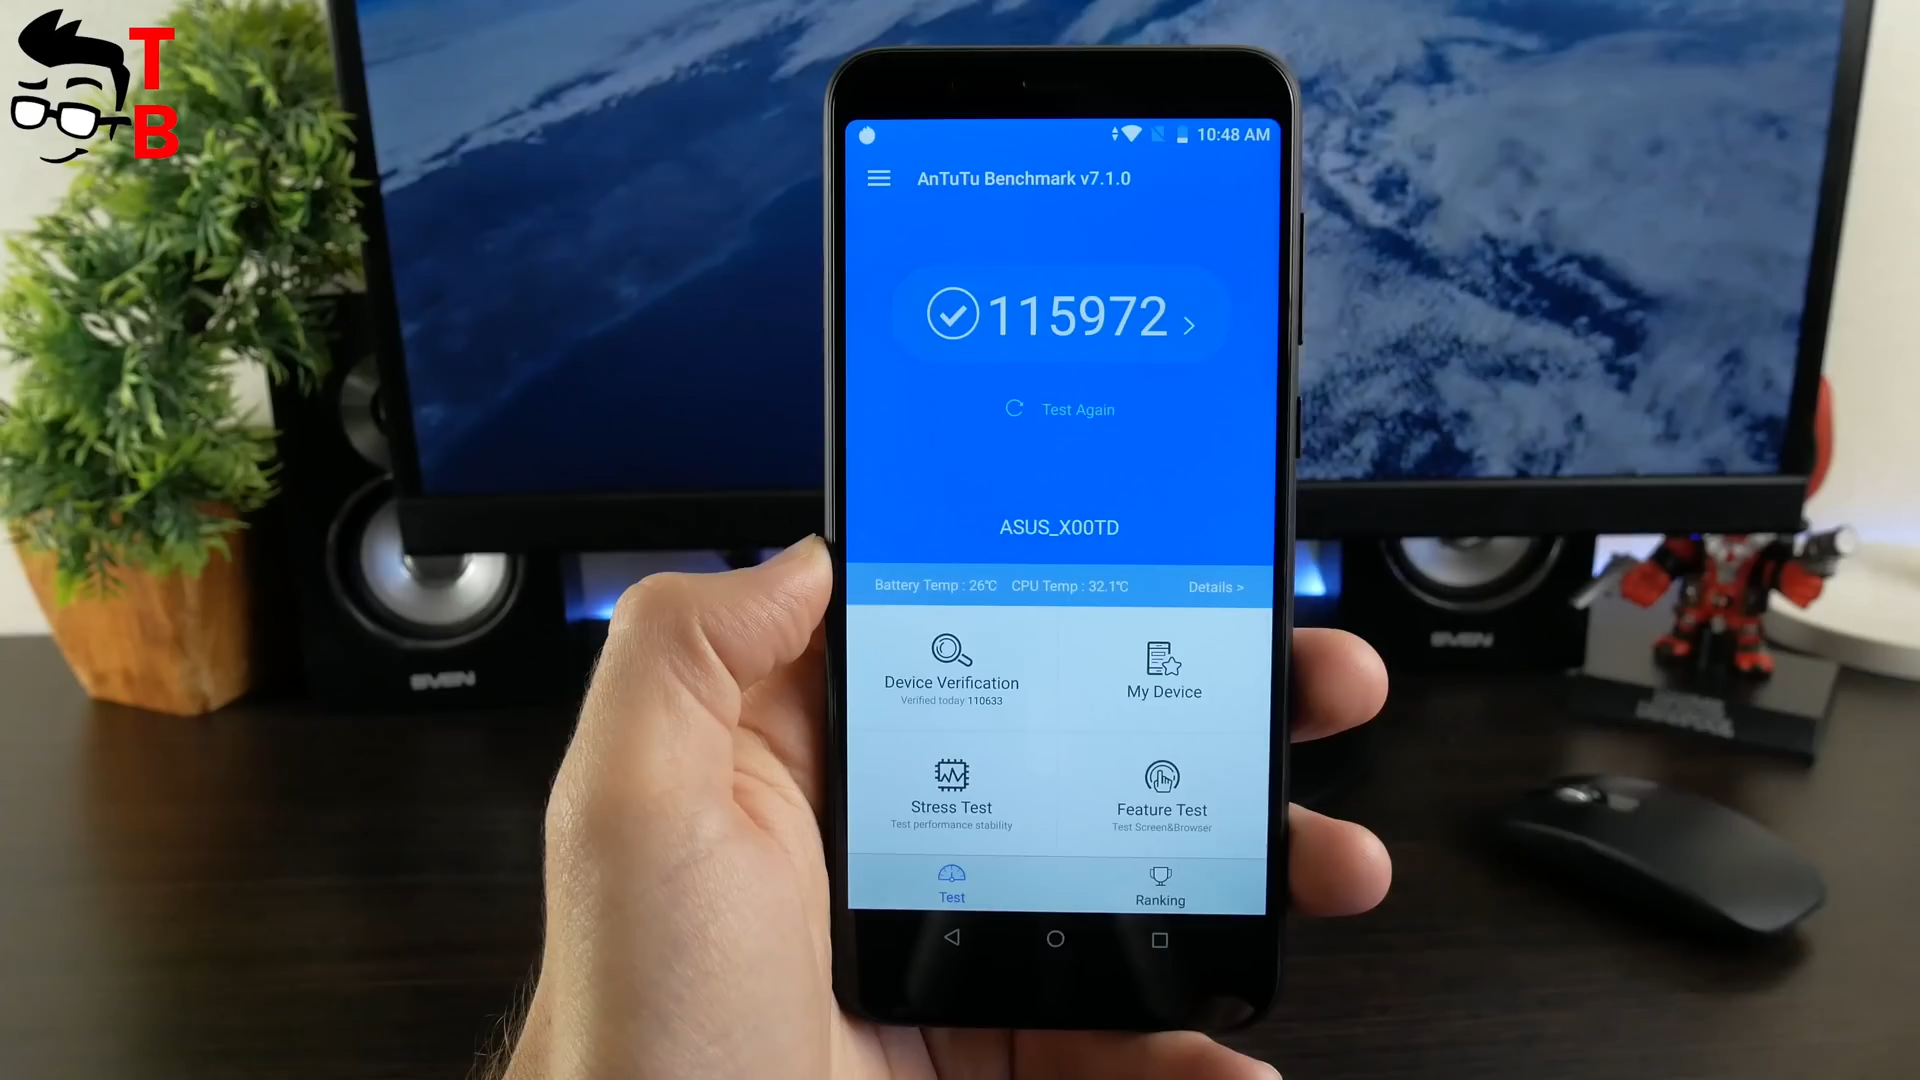 T
B
10:48 AM
AnTuTu Benchmark v7.1.0
115972 >
Test Again
ASUS_X00TD
Battery Temp : 26℃ CPU Temp : 32.1℃ Details >
Device Verification
Verified today 110633
My Device
Stress Test
Test performance stability
Feature Test
Test Screen&Browser
Test
Ranking
SVEN
SVEN